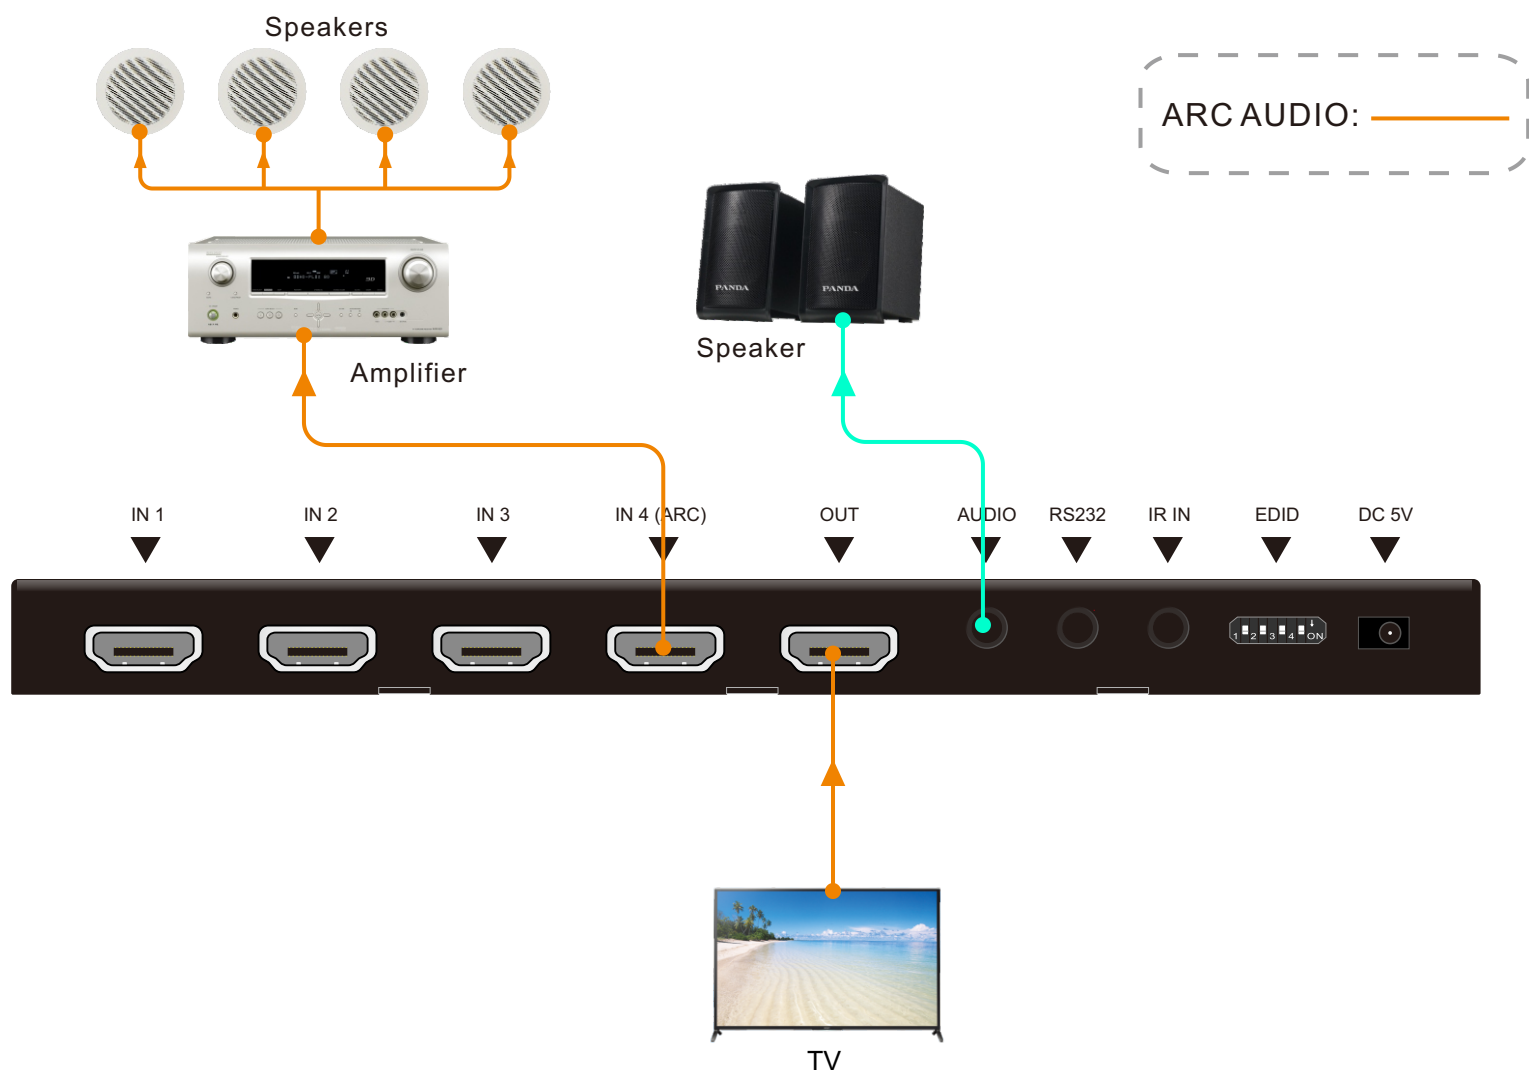 Speakers
ARC AUDIO:
PANDA PANDA
Speaker
Amplifier
IN 1 IN 2 IN 3 IN 4 (ARC) OUT AUDIO RS232 IR IN EDID DC 5V
1 2 3 4 ON
TV